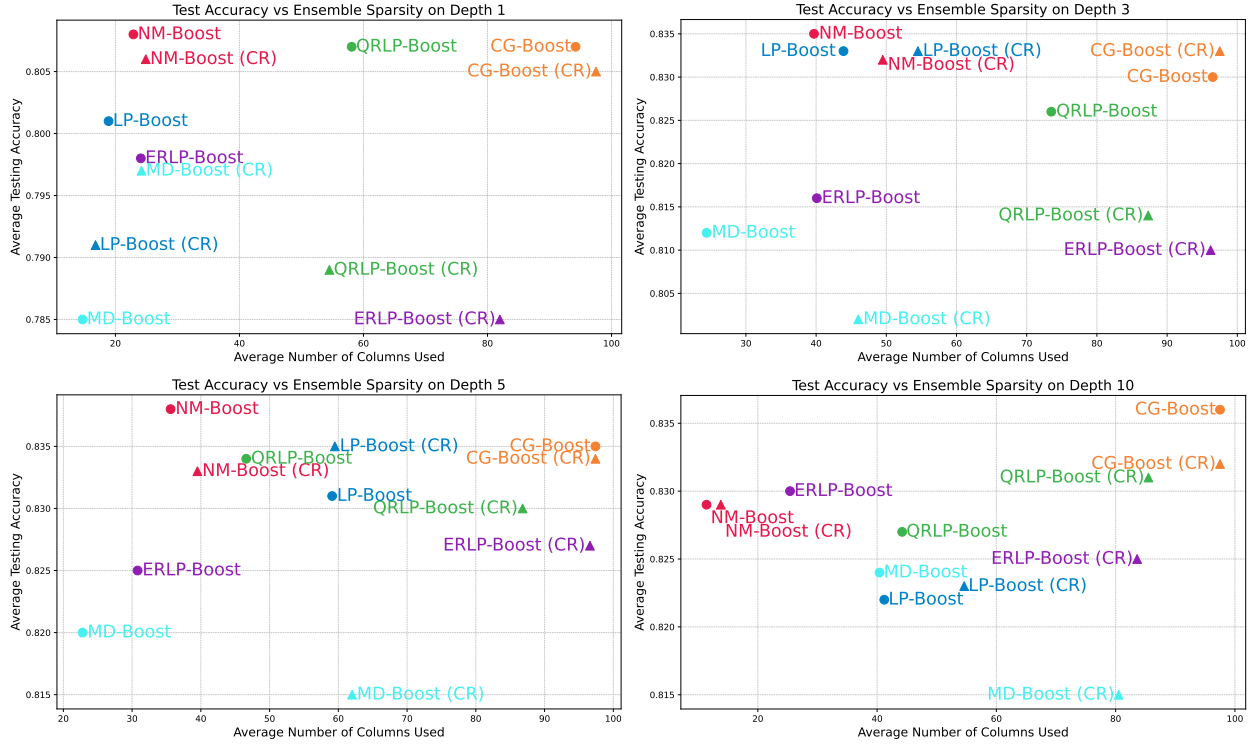 Test Accuracy vs Ensemble Sparsity on Depth 1
Average Testing Accuracy
0.805
0.800
0.795
0.790
0.785
NM-Boost
NM-Boost (CR)
QRLP-Boost
CG-Boost
CG-Boost (CR)
LP-Boost
ERLP-Boost
MD-Boost (CR)
LP-Boost (CR)
QRLP-Boost (CR)
MD-Boost
ERLP-Boost (CR)
20
40
60
80
100
Average Number of Columns Used
Test Accuracy vs Ensemble Sparsity on Depth 3
Average Testing Accuracy
0.835
0.830
0.825
0.820
0.815
0.810
0.805
NM-Boost
LP-Boost
LP-Boost (CR)
CG-Boost (CR)
NM-Boost (CR)
CG-Boost
QRLP-Boost
ERLP-Boost
QRLP-Boost (CR)
MD-Boost
ERLP-Boost (CR)
MD-Boost (CR)
30
40
50
60
70
80
90
100
Average Number of Columns Used
Test Accuracy vs Ensemble Sparsity on Depth 5
Average Testing Accuracy
0.835
0.830
0.825
0.820
0.815
NM-Boost
LP-Boost (CR)
CG-Boost
QRLP-Boost
CG-Boost (CR)
NM-Boost (CR)
LP-Boost
QRLP-Boost (CR)
ERLP-Boost (CR)
ERLP-Boost
MD-Boost
MD-Boost (CR)
20
30
40
50
60
70
80
90
100
Average Number of Columns Used
Test Accuracy vs Ensemble Sparsity on Depth 10
Average Testing Accuracy
0.835
0.830
0.825
0.820
0.815
CG-Boost
CG-Boost (CR)
QRLP-Boost (CR)
ERLP-Boost
NM-Boost
NM-Boost (CR)
QRLP-Boost
ERLP-Boost (CR)
MD-Boost
LP-Boost (CR)
LP-Boost
MD-Boost (CR)
20
40
60
80
100
Average Number of Columns Used